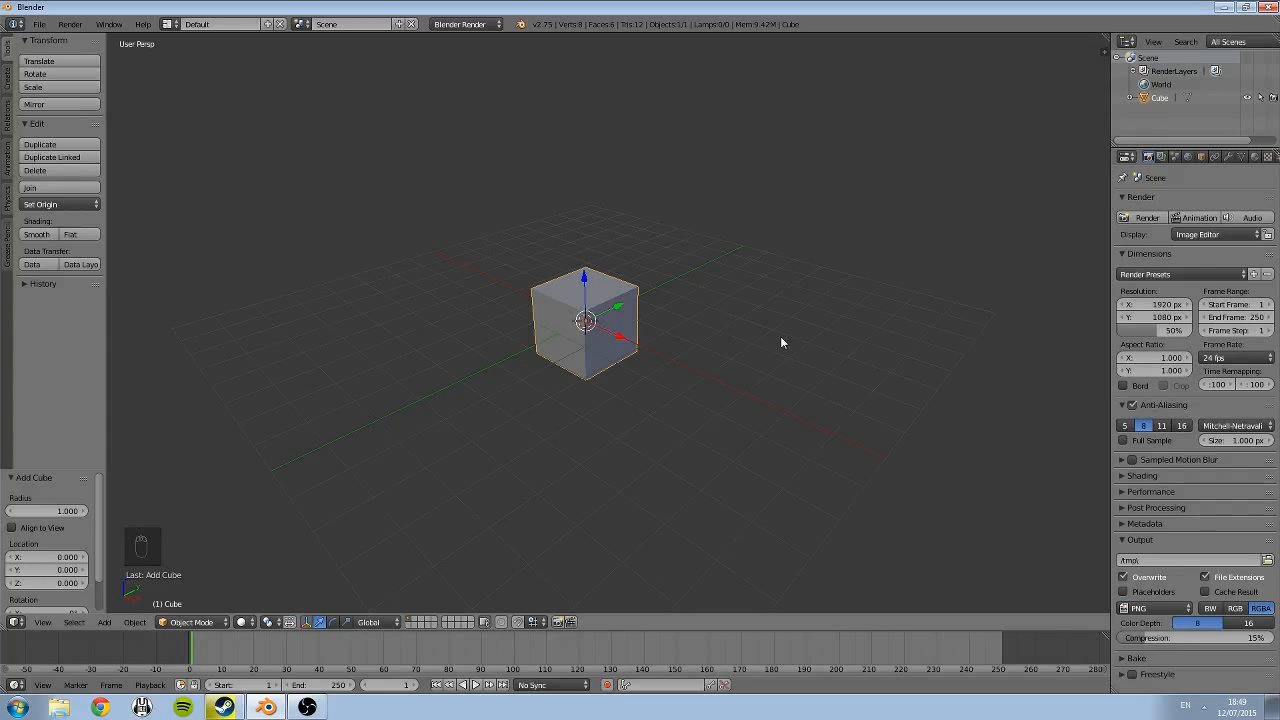 Blender
File Render Window Help Default Scene Blender Render v2.75 | Verts:8 | Faces:6 | Tris:12 | Objects:1/1 | Lamps:0/0 | Mem:9.42M | Cube
Transform
Translate
Rotate
Scale
Mirror
Edit
Duplicate
Duplicate Linked
Delete
Join
Set Origin
Shading:
Smooth Flat
Data Transfer:
Data Data Layo
History
Tools
Create
Relations
Animation
Physics
Grease Pencil
Add Cube
Radius
1.000
Align to View
Location
X: 0.000
Y: 0.000
Z: 0.000
Rotation
User Persp
Last: Add Cube
(1) Cube
View Select Add Object Object Mode Global
View Search All Scenes
Scene
RenderLayers
World
Cube
Scene
Render
Render Animation Audio
Display: Image Editor
Dimensions
Render Presets
Resolution: Frame Range:
X: 1920 px Start Frame: 1
Y: 1080 px End Frame: 250
50% Frame Step: 1
Aspect Ratio: Frame Rate:
X: 1.000 24 fps
Y: 1.000 Time Remapping:
Bord Crop :100 : 100
Anti-Aliasing
5 8 11 16 Mitchell-Netravali
Full Sample Size: 1.000 px
Sampled Motion Blur
Shading
Performance
Post Processing
Metadata
Output
/tmp\
Overwrite File Extensions
Placeholders Cache Result
PNG BW RGB RGBA
Color Depth: 8 16
Compression: 15%
Bake
Freestyle
-50 -40 -30 -20 -10 0 10 20 30 40 50 60 70 80 90 100 110 120 130 140 150 160 170 180 190 200 210 220 230 240 250 260 270 280
View Marker Frame Playback Start: 1 End: 250 1 No Sync
EN 18:49
12/07/2015